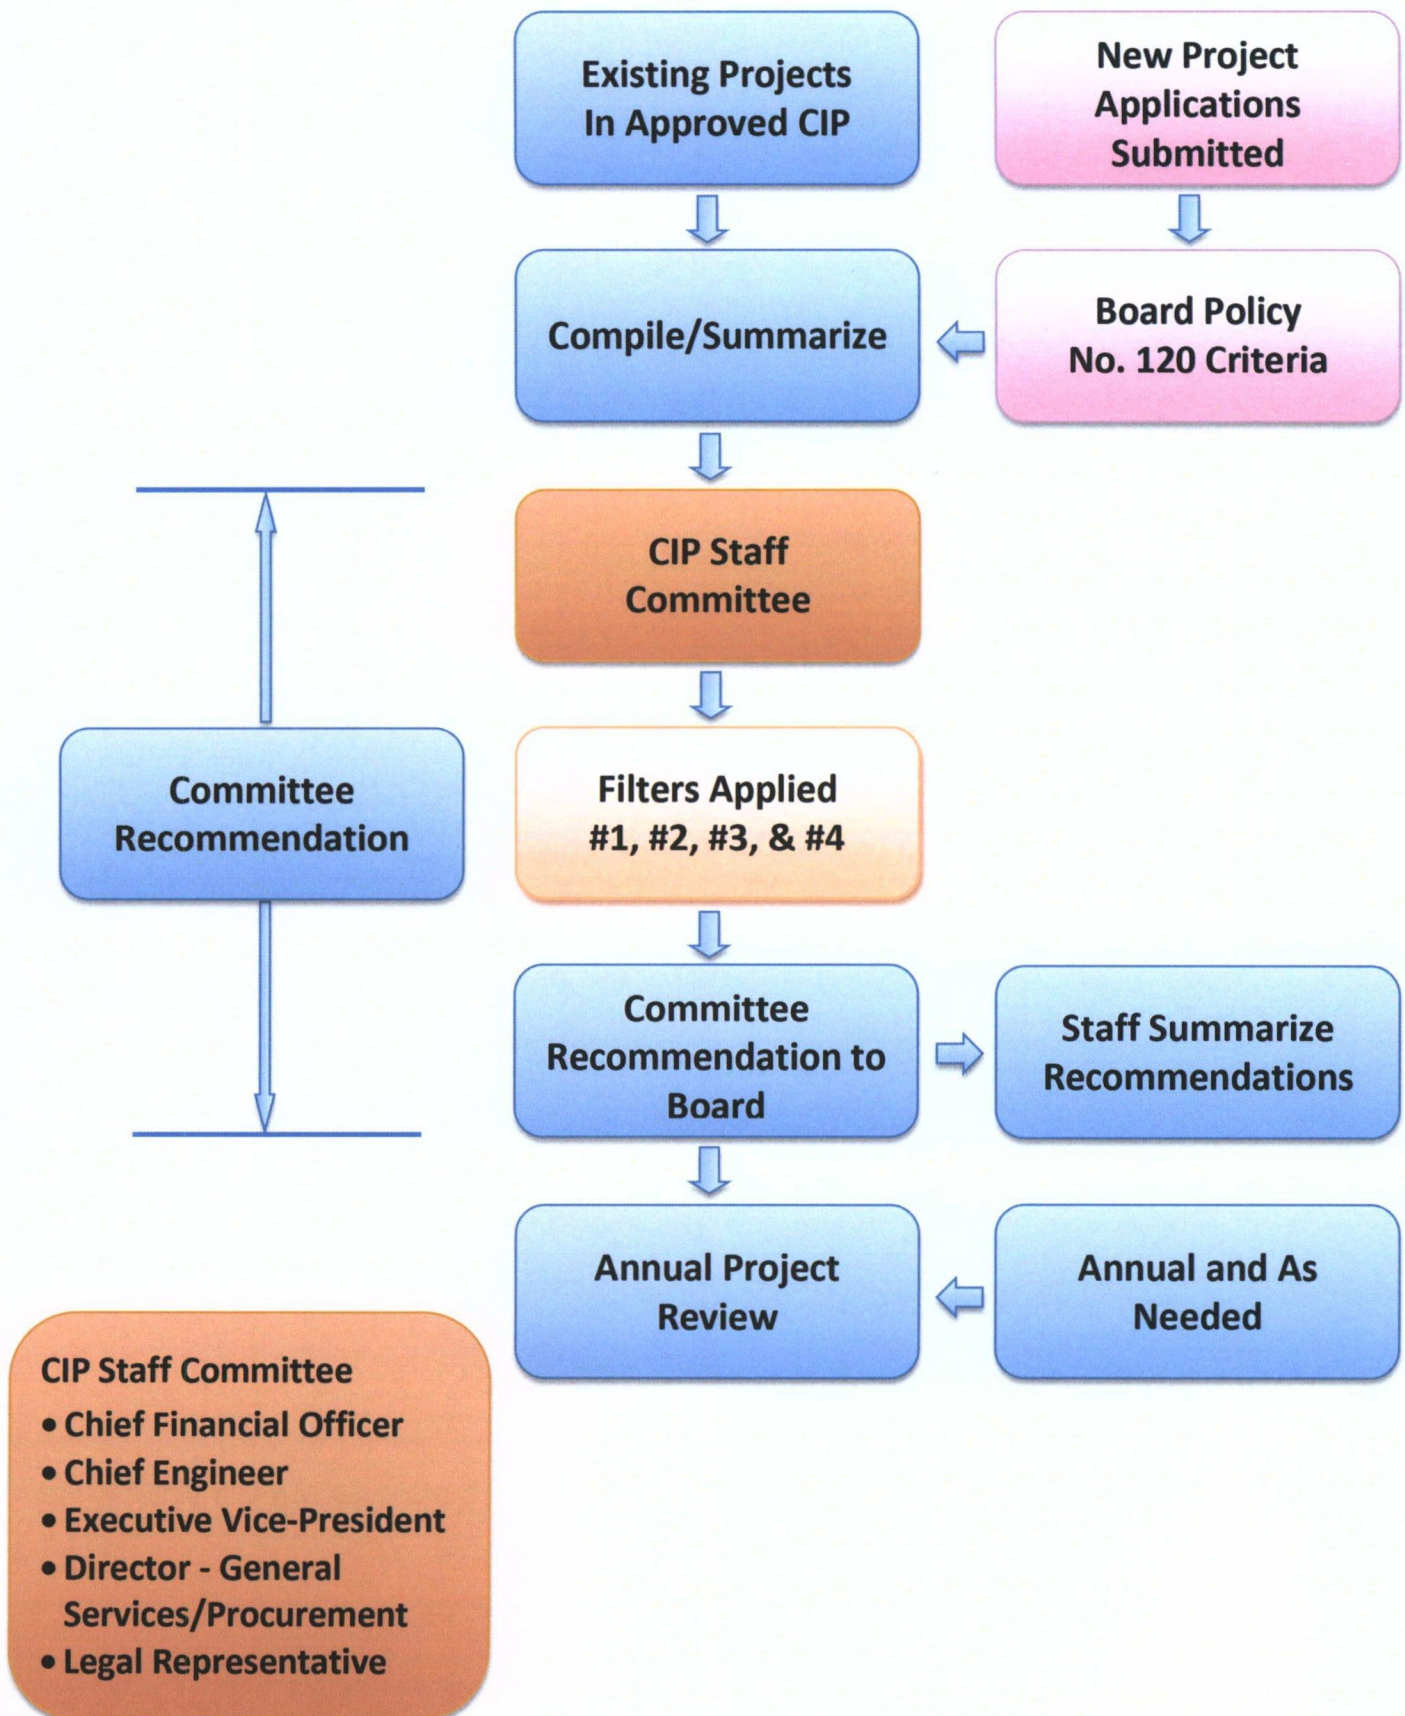 Existing Projects
In Approved CIP
New Project
Applications
Submitted
Compile/Summarize
Board Policy
No. 120 Criteria
CIP Staff
Committee
Committee
Recommendation
Filters Applied
#1, #2, #3, & #4
Committee
Recommendation to
Board
Staff Summarize
Recommendations
Annual Project
Review
Annual and As
Needed
CIP Staff Committee
• Chief Financial Officer
• Chief Engineer
• Executive Vice-President
• Director - General
Services/Procurement
• Legal Representative